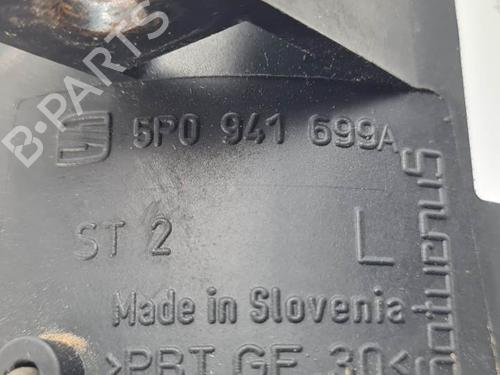 B-PARTS
5P0 941 699A
ST 2
L
Made in Slovenia
>PBT GF 30<